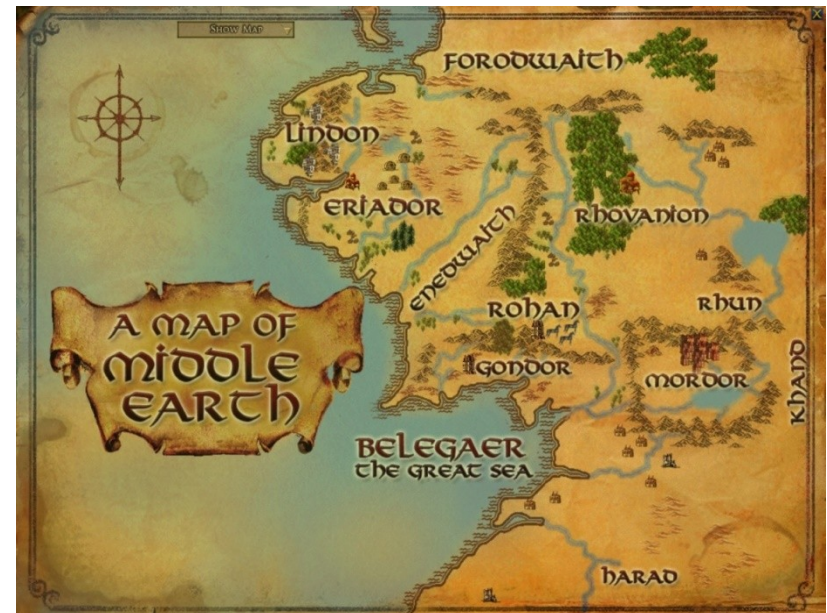 Show Map
FORODWAITH
LINDON
ERIADOR
ENEDWAITH
RHOVANION
ROHAN
RHUN
GONDOR
MORDOR
KHAND
A MAP OF
MIDDLE
EARTH
BELEGAER
THE GREAT SEA
HARAD